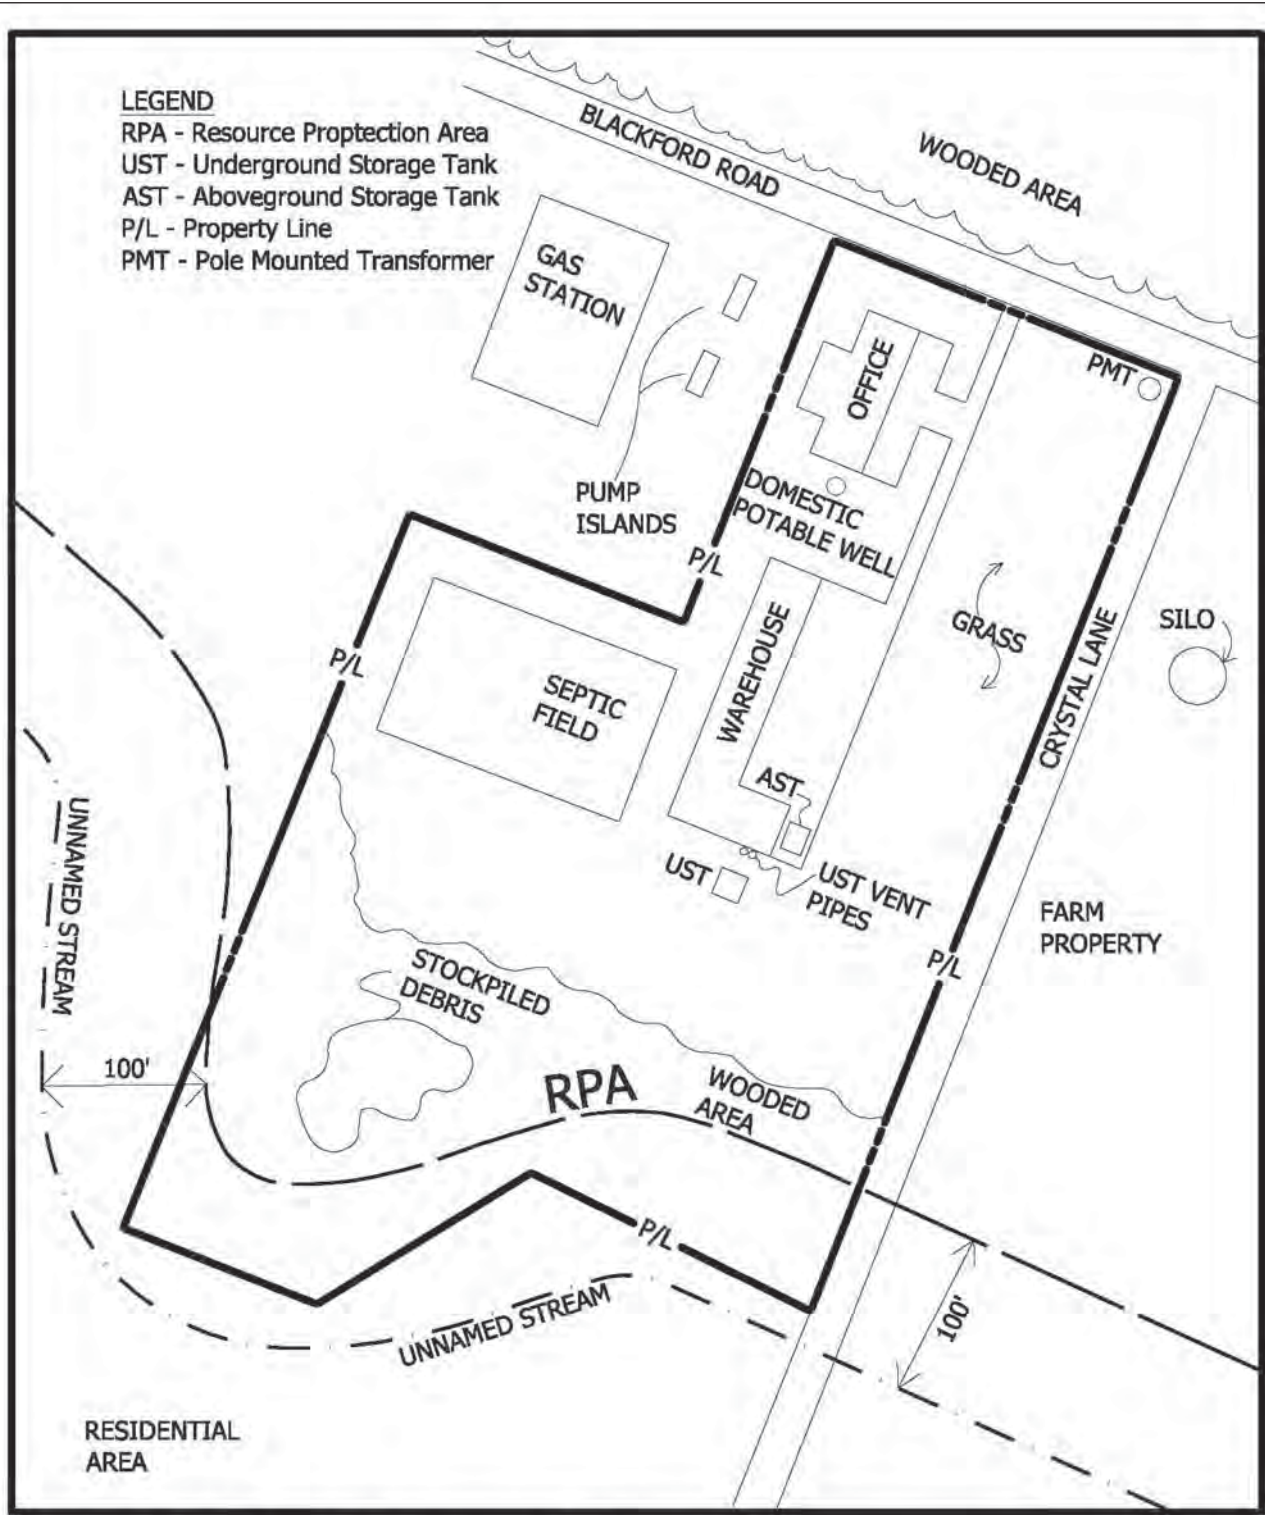 LEGEND
RPA - Resource Proptection Area
UST - Underground Storage Tank
AST - Aboveground Storage Tank
P/L - Property Line
PMT - Pole Mounted Transformer
BLACKFORD ROAD
WOODED AREA
GAS
STATION
OFFICE
PMT
PUMP
ISLANDS
DOMESTIC
POTABLE WELL
P/L
P/L
WAREHOUSE
GRASS
CRYSTAL LANE
SILO
SEPTIC
FIELD
AST
UST
UST VENT
PIPES
FARM
PROPERTY
P/L
UNNAMED STREAM
STOCKPILED
DEBRIS
100'
RPA
WOODED
AREA
P/L
UNNAMED STREAM
100'
RESIDENTIAL
AREA